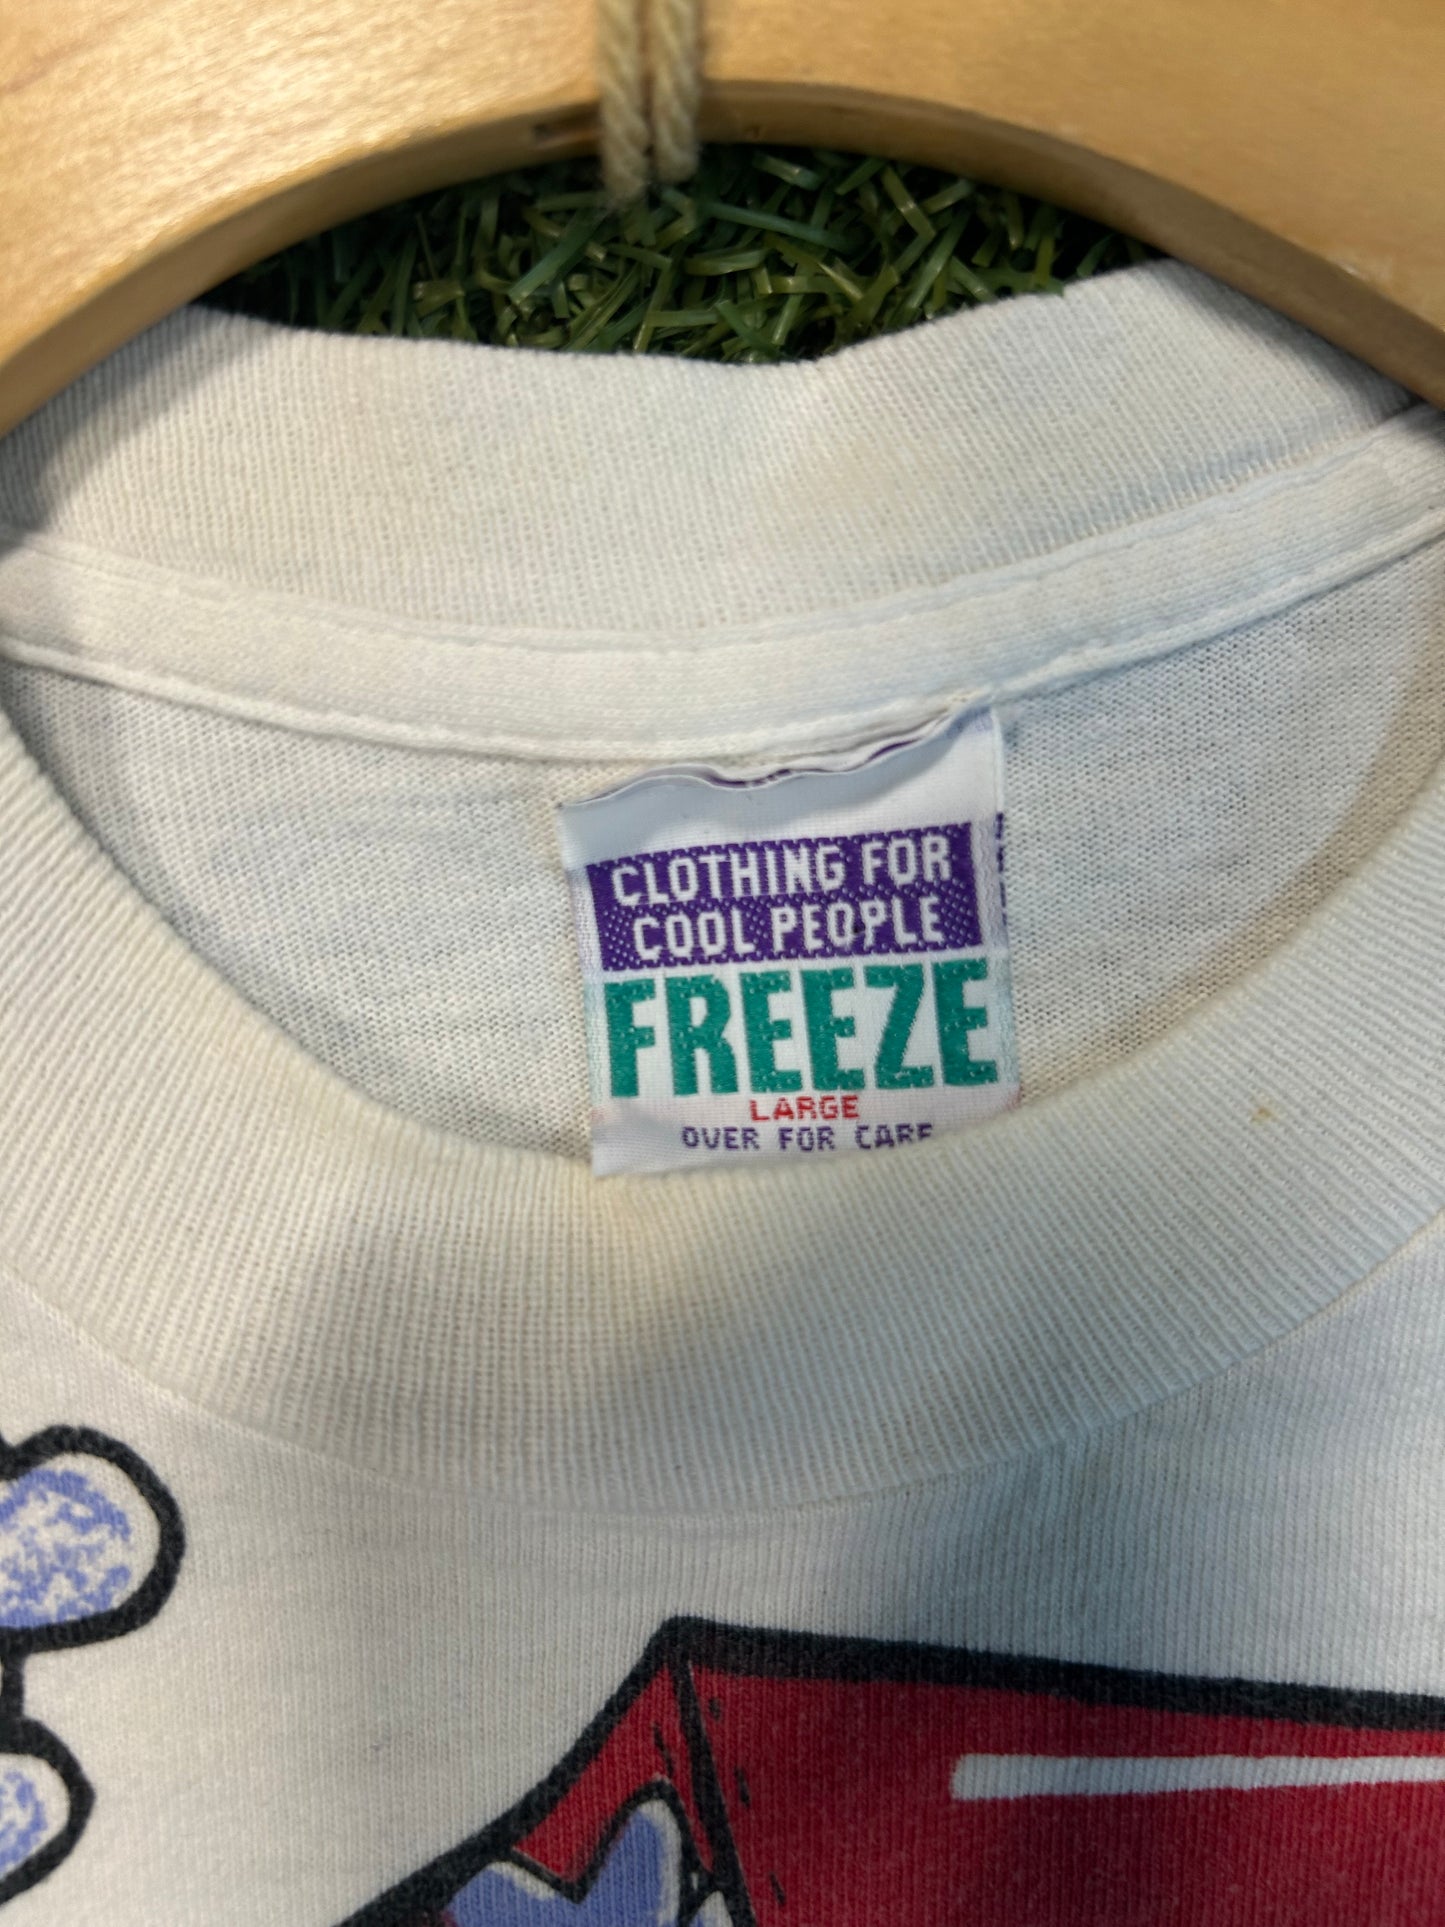 CLOTHING FOR
COOL PEOPLE
FREEZE
LARGE
OVER FOR CARE